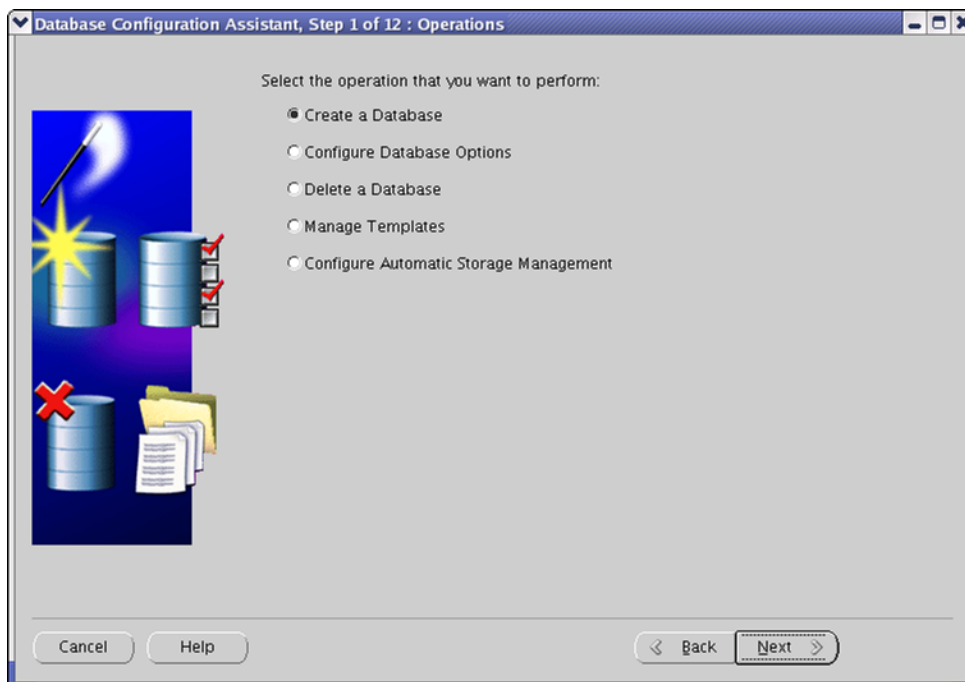 Database Configuration Assistant, Step 1 of 12 : Operations
Select the operation that you want to perform:
Create a Database
Configure Database Options
Delete a Database
Manage Templates
Configure Automatic Storage Management
Cancel
Help
Back
Next